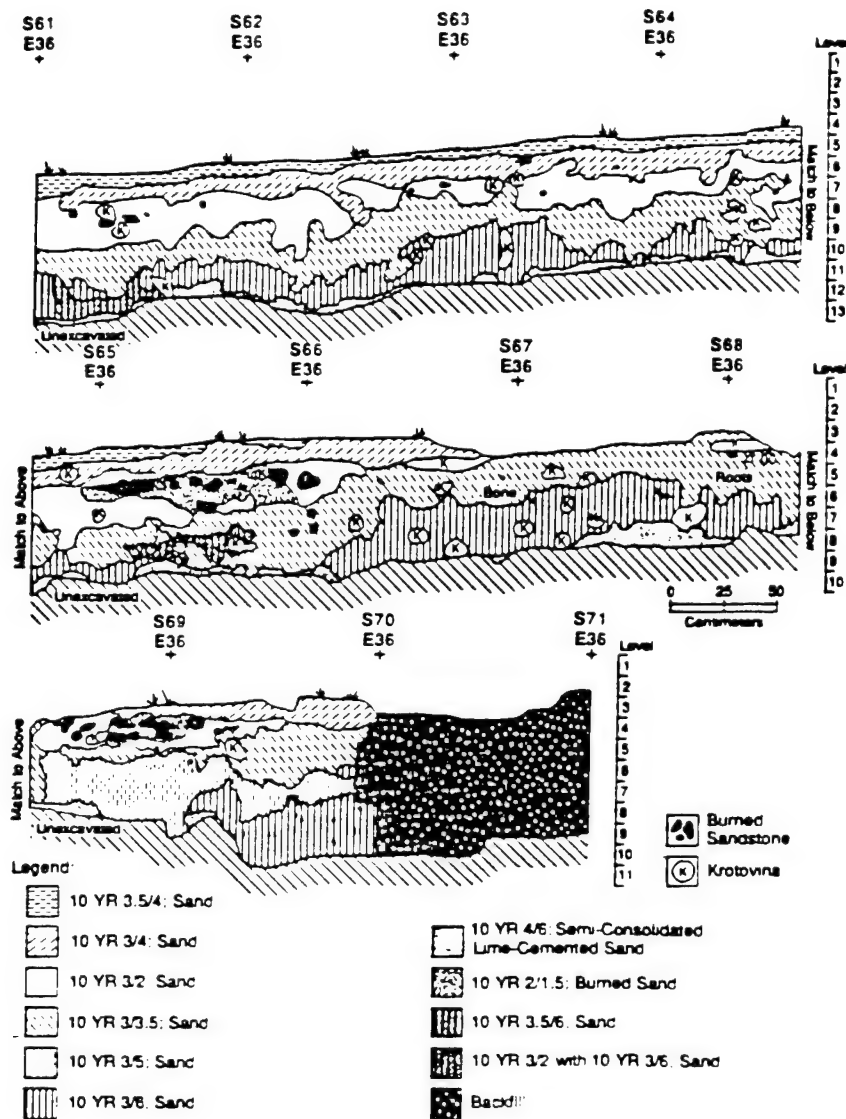 S61 S62 S63 S64
E36 E36 E36 E36
Level
1
2
3
4
5
6
7
8
9
10
11
12
13
Match to Below
K K K K K K K K K K K
Unexcavated
S65 S66 S67 S68
E36 E36 E36 E36
Level
1
2
3
4
5
6
7
8
9
10
Match to Above
Match to Below
K K K K K K K K K K
Bone
Roots
Unexcavated
0 25 50
Centimeters
S69 S70 S71
E36 E36 E36
Level
1
2
3
4
5
6
7
8
9
10
11
Match to Above
K
Unexcavated
Burned
Sandstone
K Krotovina
Legend:
10 YR 3.5/4: Sand
10 YR 3/4: Sand
10 YR 3/2 Sand
10 YR 3/3.5: Sand
10 YR 3/5: Sand
10 YR 3/6. Sand
10 YR 4/6: Semi-Consolidated
Lime-Cemented Sand
10 YR 2/1.5: Burned Sand
10 YR 3.5/6. Sand
10 YR 3/2 with 10 YR 3/6. Sand
Backfill